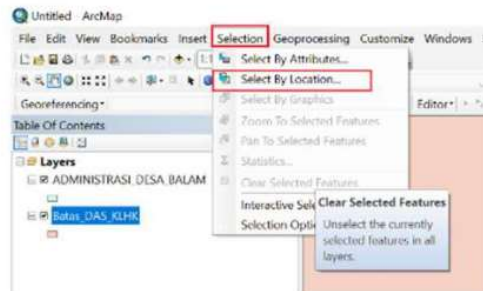 Untitled - ArcMap
File Edit View Bookmarks Insert Selection Geoprocessing Customize Windows
Select By Attributes...
Select By Location...
Select By Graphics
Zoom To Selected Features
Pan To Selected Features
Statistics...
Clear Selected Features
Interactive Sele
Selection Optio
Clear Selected Features
Unselect the currently
selected features in all
layers.
Georeferencing
Editor
Table Of Contents
Layers
ADMINISTRASI_DESA_BALAM
Batas_DAS_KLHK